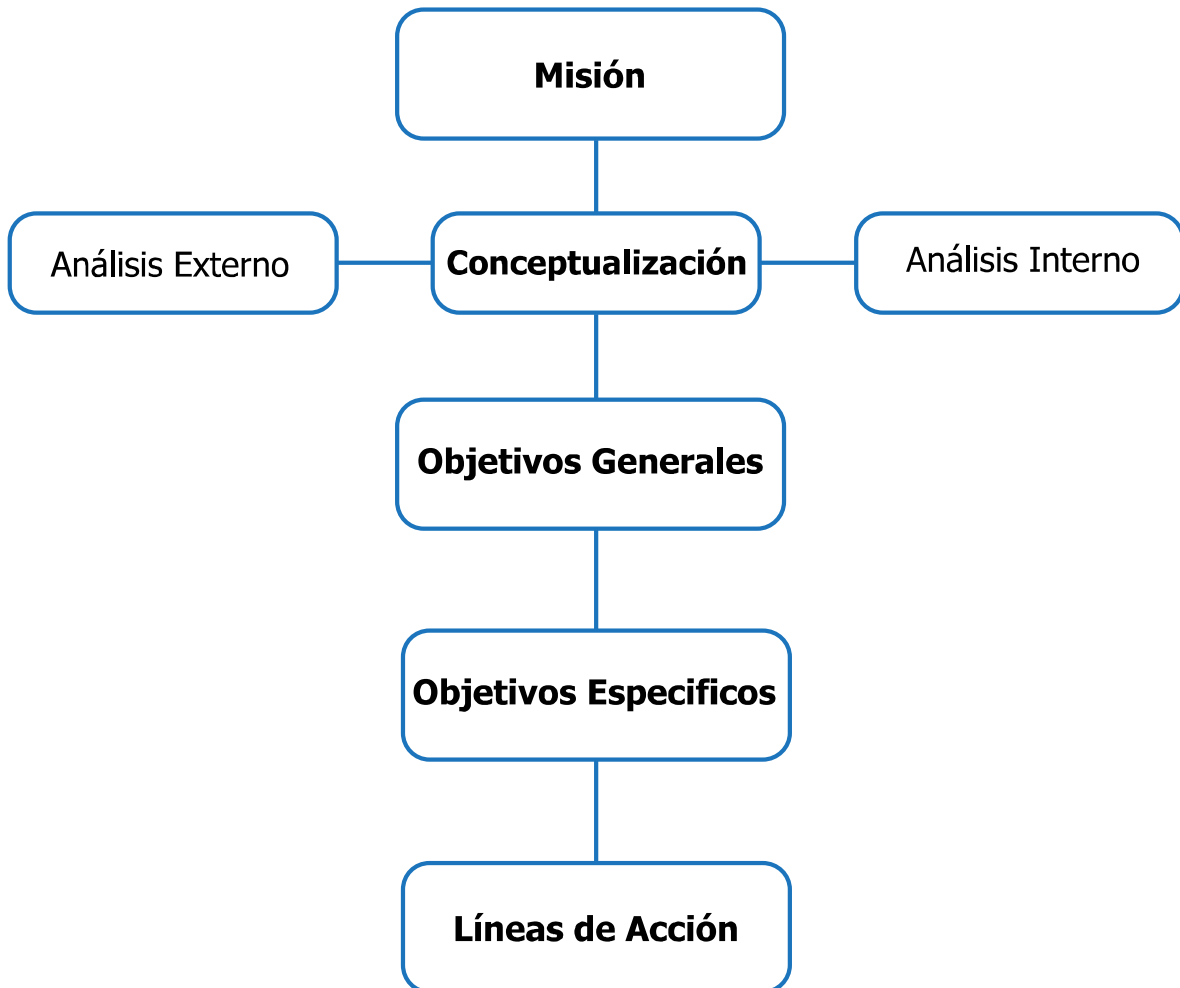 Misión
Análisis Externo
Conceptualización
Análisis Interno
Objetivos Generales
Objetivos Especificos
Líneas de Acción